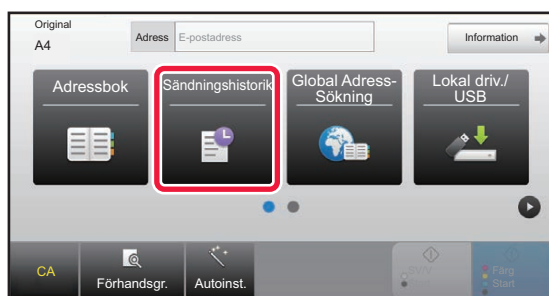 Original
A4
Adress E-postadress
Information
Adressbok
Sändningshistorik
Global Adress-
Sökning
Lokal driv./
USB
CA
Förhandsgr.
Autoinst.
Färg
Start